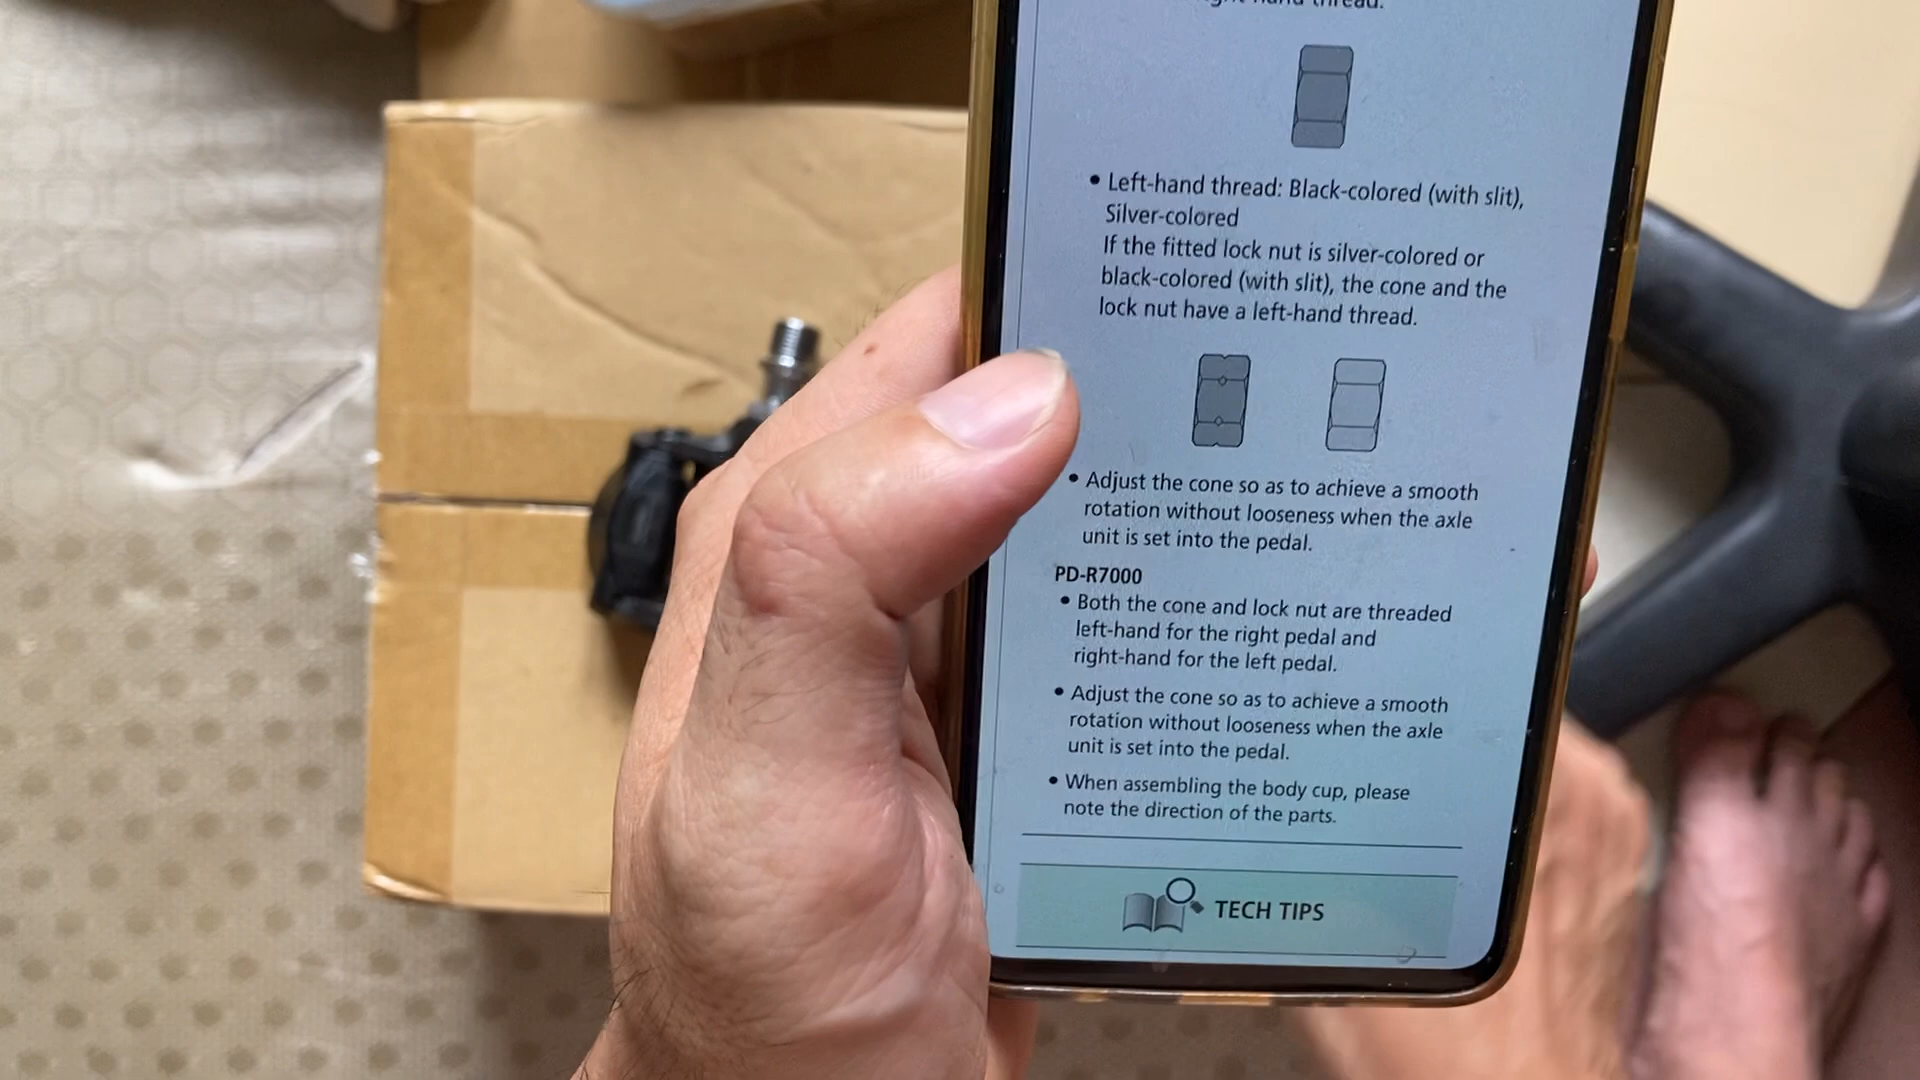 thread.
• Left-hand thread: Black-colored (with slit),
Silver-colored
If the fitted lock nut is silver-colored or
black-colored (with slit), the cone and the
lock nut have a left-hand thread.
• Adjust the cone so as to achieve a smooth
rotation without looseness when the axle
unit is set into the pedal.
PD-R7000
• Both the cone and lock nut are threaded
left-hand for the right pedal and
right-hand for the left pedal.
• Adjust the cone so as to achieve a smooth
rotation without looseness when the axle
unit is set into the pedal.
• When assembling the body cup, please
note the direction of the parts.
TECH TIPS